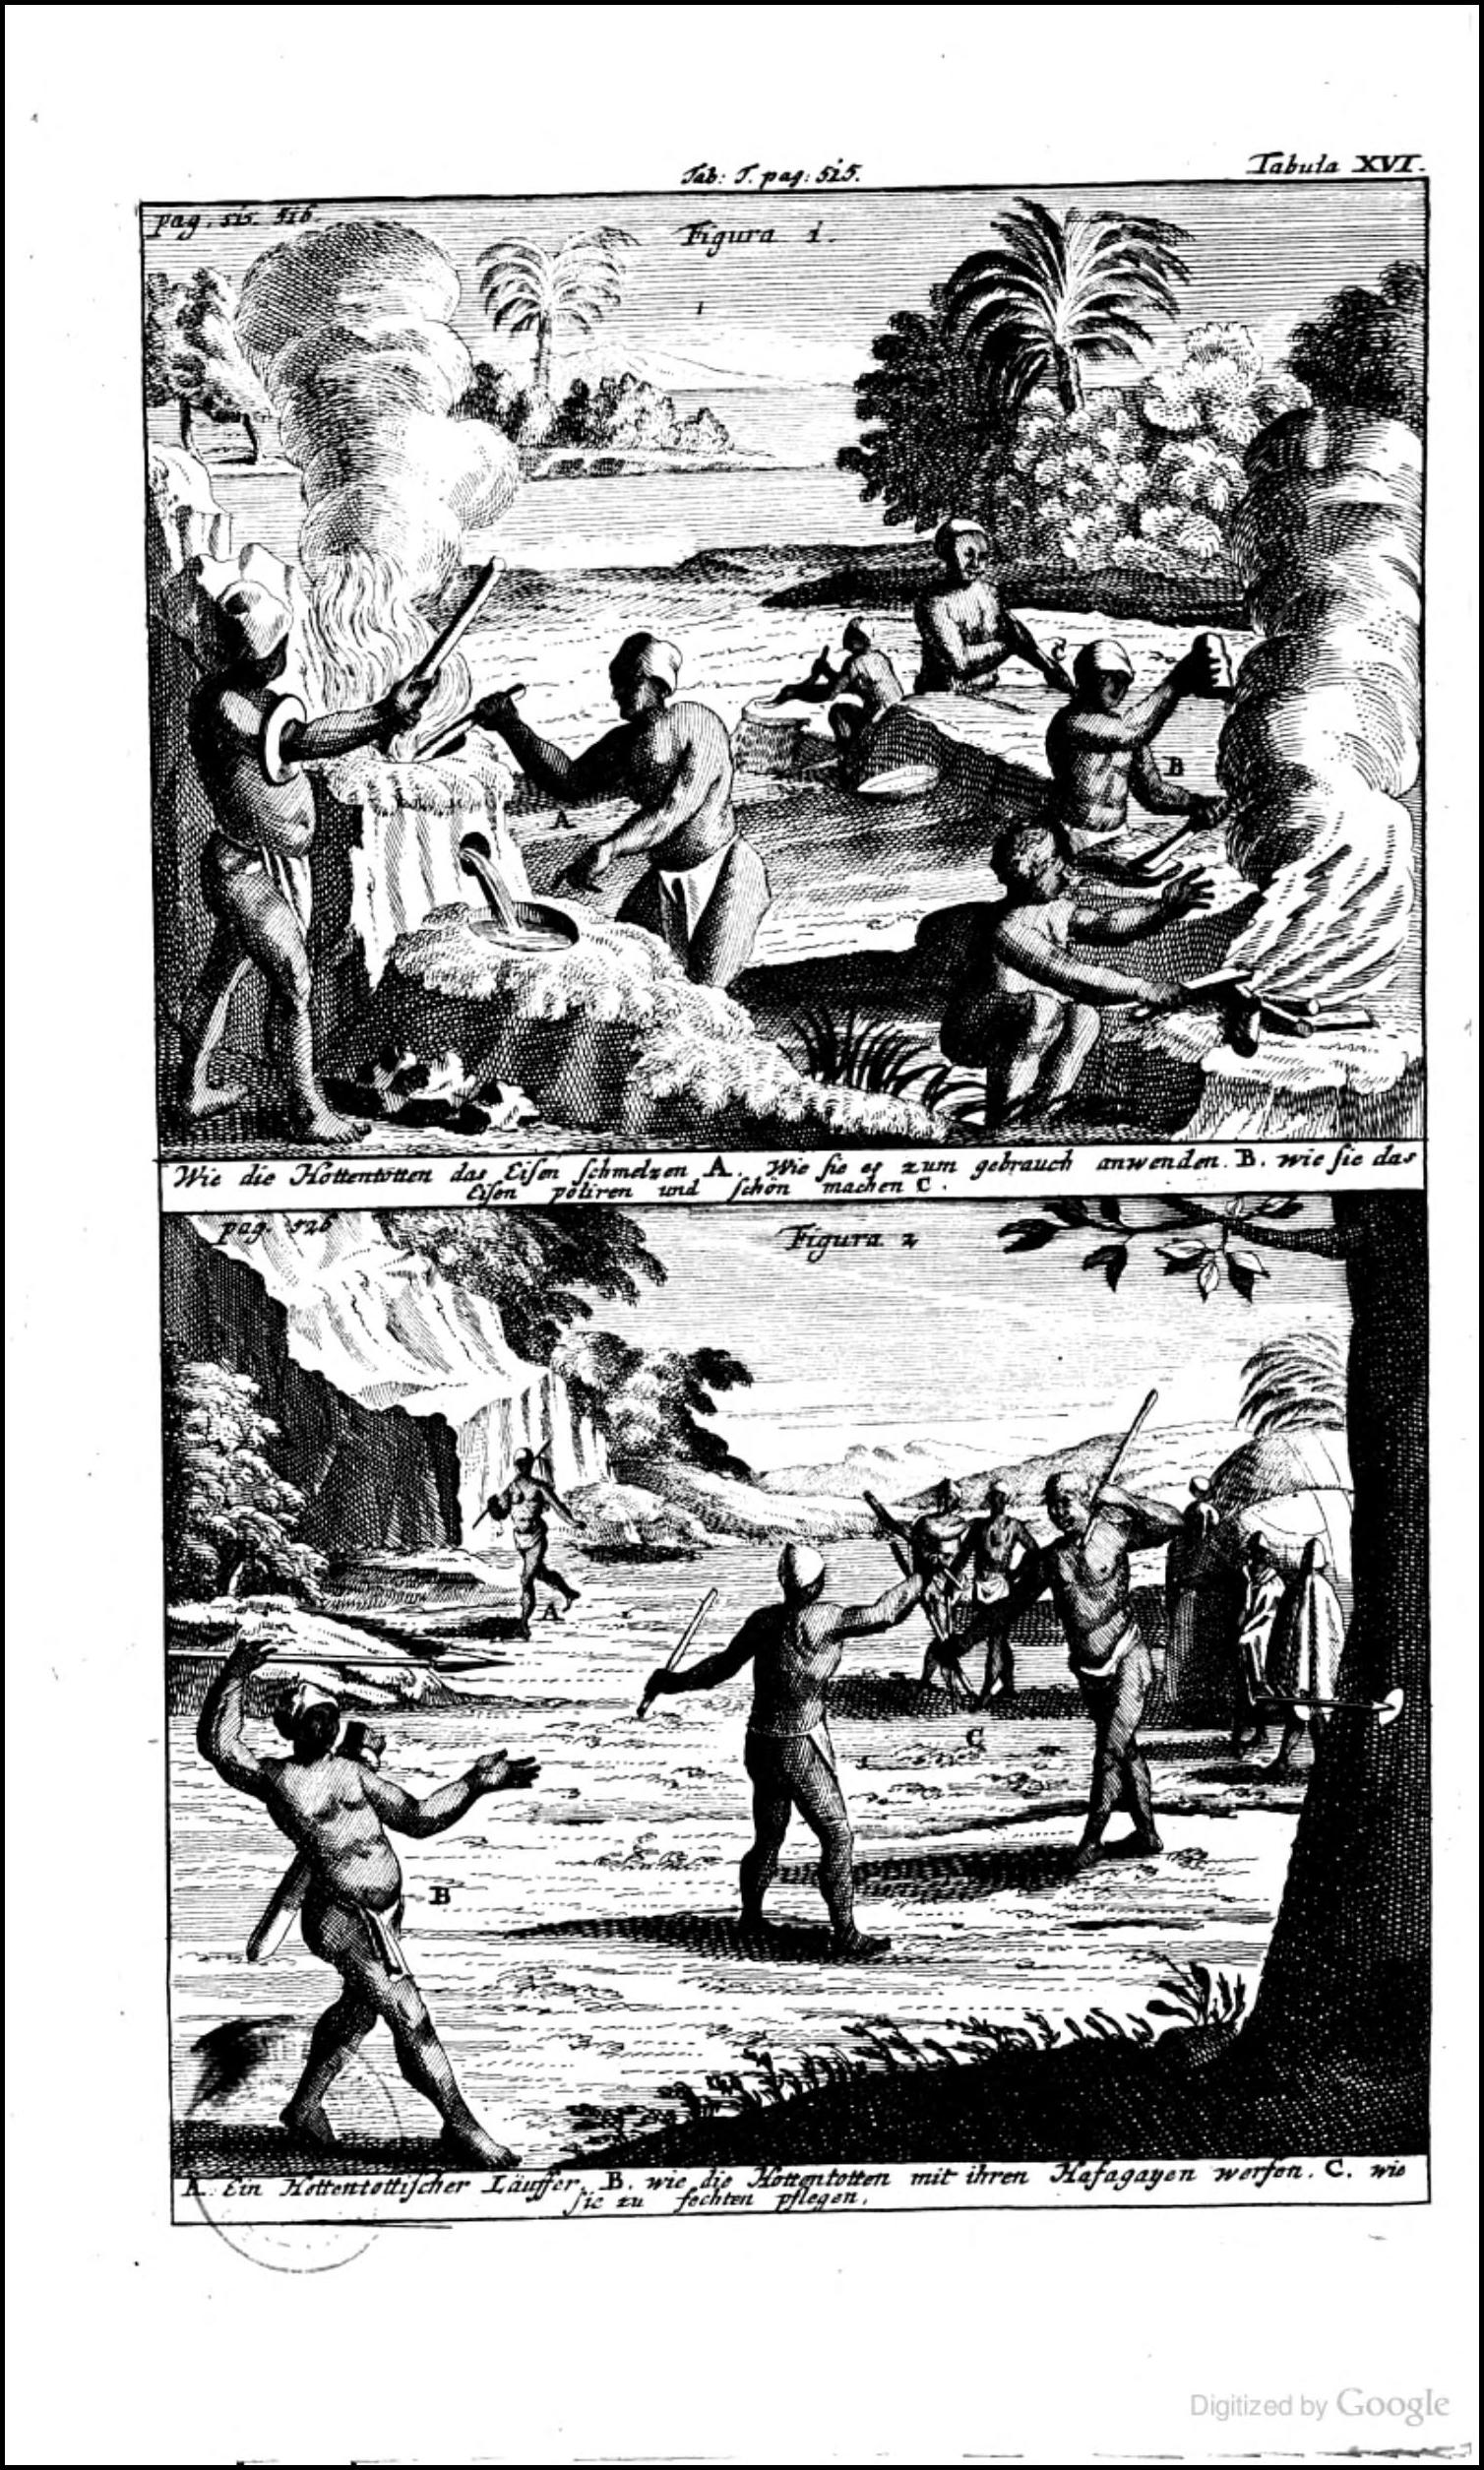 Tab: T. pag: 515.
Tabula XVI.
pag. 515. 516.
Figura 1.
A
B
C
Wie die Hottentotten das Eisen schmelzen A. Wie sie es zum gebrauch anwenden. B. wie sie das
Eisen poliren und schön machen C.
pag. 526
Figura 2
A
B
C
A. Ein Hottentottischer Läuffer. B. wie die Hottentotten mit ihren Hasagayen werfen. C. wie
sie zu fechten pflegen.
Digitized by Google